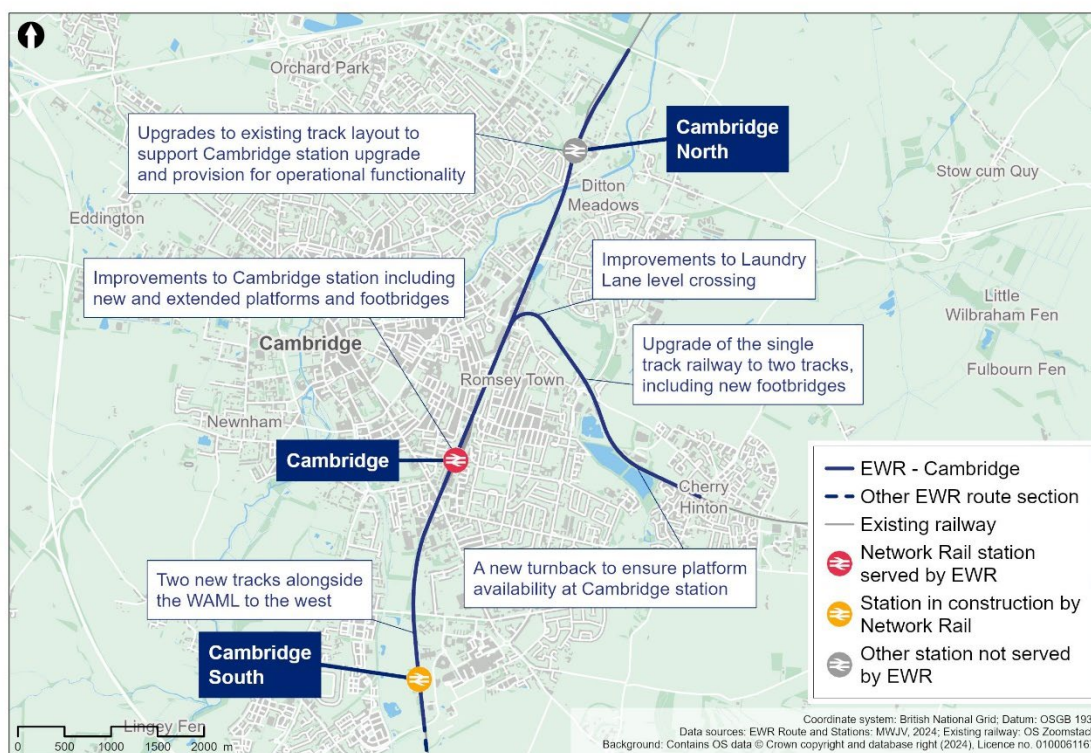 Orchard Park
Upgrades to existing track layout to
support Cambridge station upgrade
and provision for operational functionality
Cambridge
North
Stow cum Quy
Ditton
Meadows
Eddington
Improvements to Cambridge station including
new and extended platforms and footbridges
Improvements to Laundry
Lane level crossing
Little
Wilbraham Fen
Cambridge
Upgrade of the single
track railway to two tracks,
including new footbridges
Fulbourn Fen
Romsey Town
Newnham
Cambridge
Cherry
Hinton
Two new tracks alongside
the WAML to the west
A new turnback to ensure platform
availability at Cambridge station
Cambridge
South
Lingey Fen
0 500 1000 1500 2000 m
EWR - Cambridge
Other EWR route section
Existing railway
Network Rail station
served by EWR
Station in construction by
Network Rail
Other station not served
by EWR
Coordinate system: British National Grid; Datum: OSGB 193
Data sources: EWR Route and Stations: MWJV, 2024; Existing railway: OS Zoomstac
Background: Contains OS data © Crown copyright and database right (2024), License no.